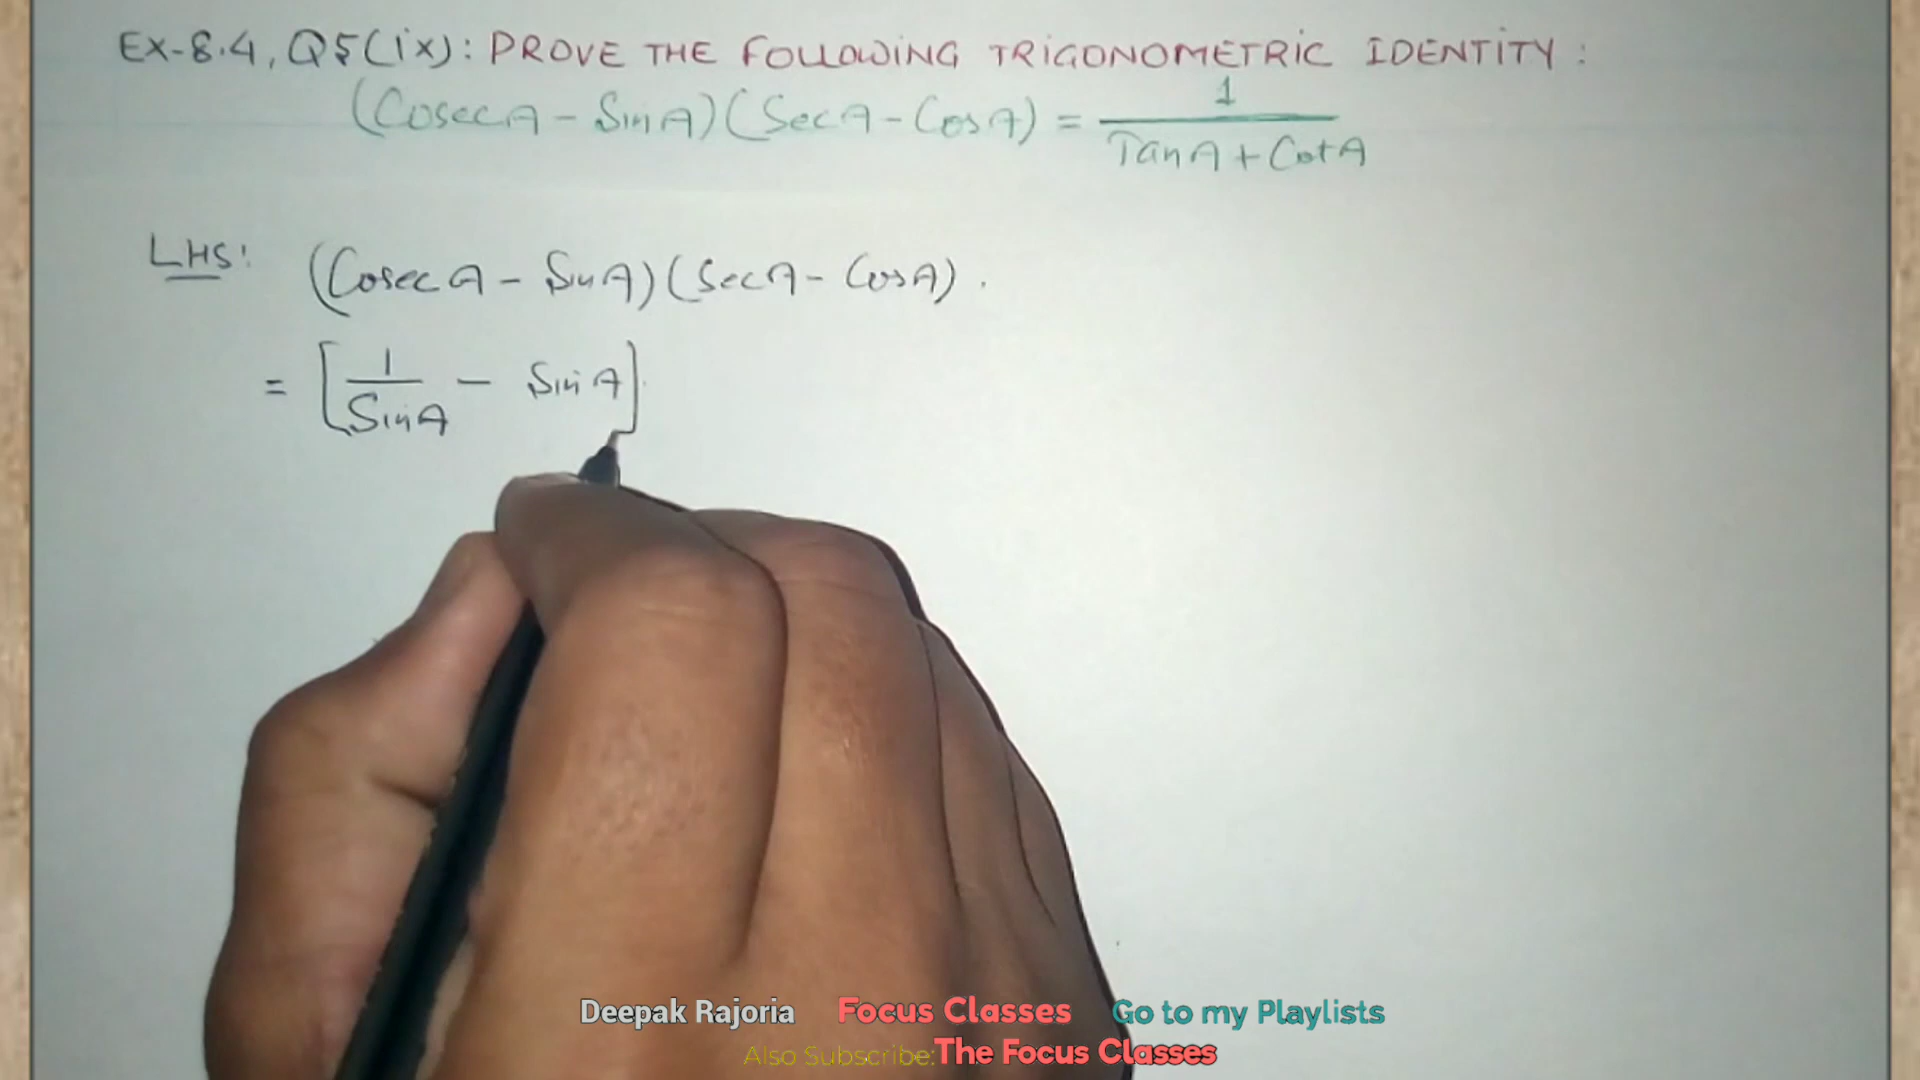 EX-8.4, Q5(ix): PROVE THE FOLLOWING TRIGONOMETRIC IDENTITY :
(CosecA - SinA)(SecA - CosA) = 1/(TanA + CotA)
LHS: (CosecA - SinA)(SecA - CosA).
= [1/SinA - SinA]
Deepak Rajoria Focus Classes Go to my Playlists
Also Subscribe:The Focus Classes